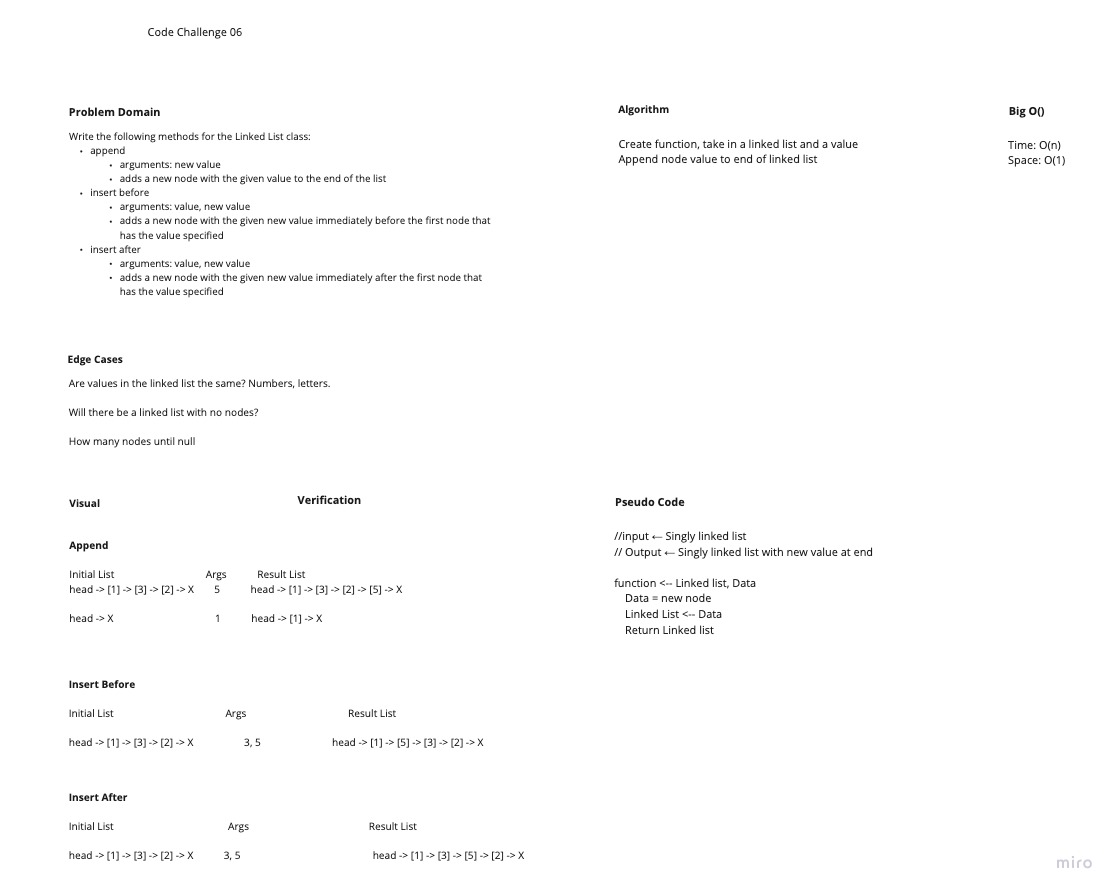 Code Challenge 06
Problem Domain
Write the following methods for the Linked List class:
• append
• arguments: new value
• adds a new node with the given value to the end of the list
• insert before
• arguments: value, new value
• adds a new node with the given new value immediately before the first node that
has the value specified
• insert after
• arguments: value, new value
• adds a new node with the given new value immediately after the first node that
has the value specified
Algorithm
Create function, take in a linked list and a value
Append node value to end of linked list
Big O()
Time: O(n)
Space: O(1)
Edge Cases
Are values in the linked list the same? Numbers, letters.
Will there be a linked list with no nodes?
How many nodes until null
Visual
Verification
Append
Initial List Args Result List
head -> [1] -> [3] -> [2] -> X 5 head -> [1] -> [3] -> [2] -> [5] -> X
head -> X 1 head -> [1] -> X
Insert Before
Initial List Args Result List
head -> [1] -> [3] -> [2] -> X 3, 5 head -> [1] -> [5] -> [3] -> [2] -> X
Insert After
Initial List Args Result List
head -> [1] -> [3] -> [2] -> X 3, 5 head -> [1] -> [3] -> [5] -> [2] -> X
Pseudo Code
//input ← Singly linked list
// Output ← Singly linked list with new value at end
function <-- Linked list, Data
Data = new node
Linked List <-- Data
Return Linked list
miro